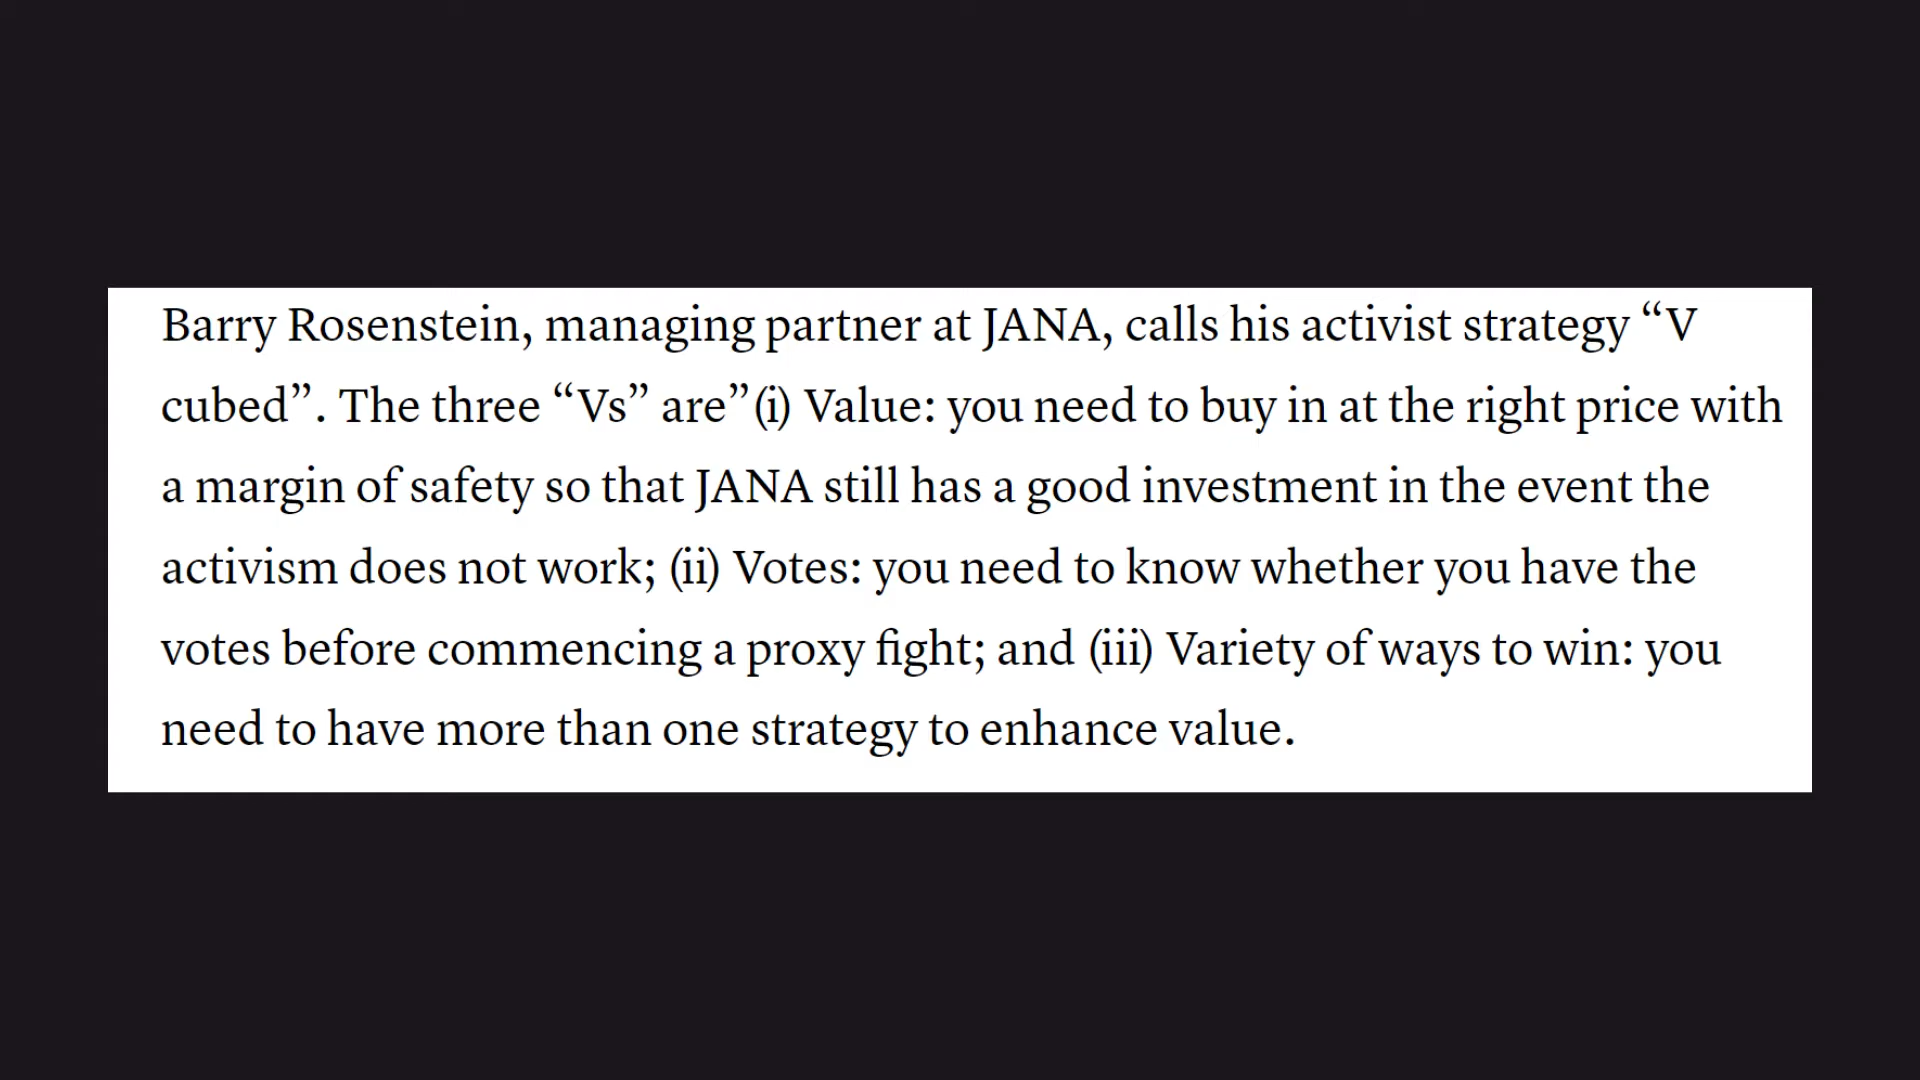 Barry Rosenstein, managing partner at JANA, calls his activist strategy “V
cubed”. The three “Vs” are”(i) Value: you need to buy in at the right price with
a margin of safety so that JANA still has a good investment in the event the
activism does not work; (ii) Votes: you need to know whether you have the
votes before commencing a proxy fight; and (iii) Variety of ways to win: you
need to have more than one strategy to enhance value.